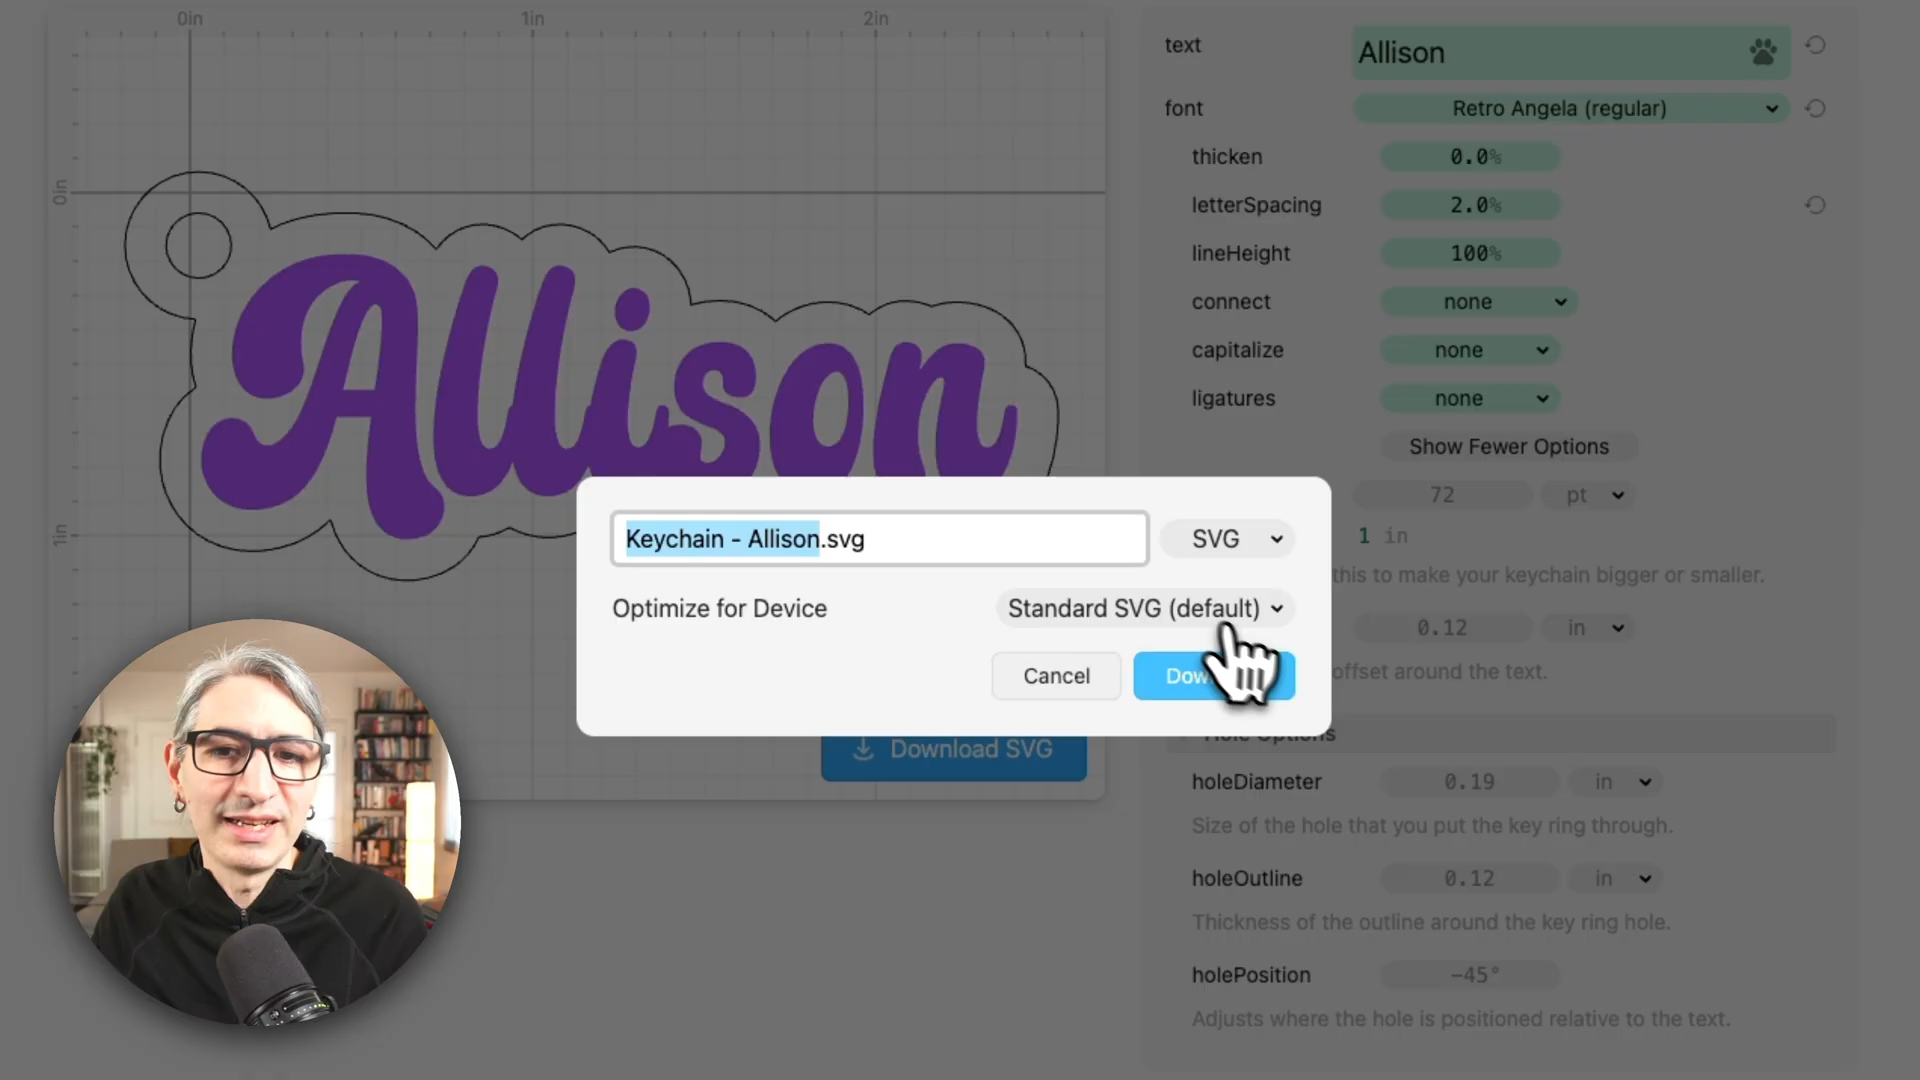 0in 1in 2in
0in
1in
Allison
text Allison
font Retro Angela (regular)
thicken 0.0%
letterSpacing 2.0%
lineHeight 100%
connect none
capitalize none
ligatures none
Show Fewer Options
72 pt
1 in
this to make your keychain bigger or smaller.
0.12 in
offset around the text.
Keychain - Allison.svg SVG
Optimize for Device Standard SVG (default)
Cancel
Download SVG
holeDiameter 0.19 in
Size of the hole that you put the key ring through.
holeOutline 0.12 in
Thickness of the outline around the key ring hole.
holePosition -45°
Adjusts where the hole is positioned relative to the text.